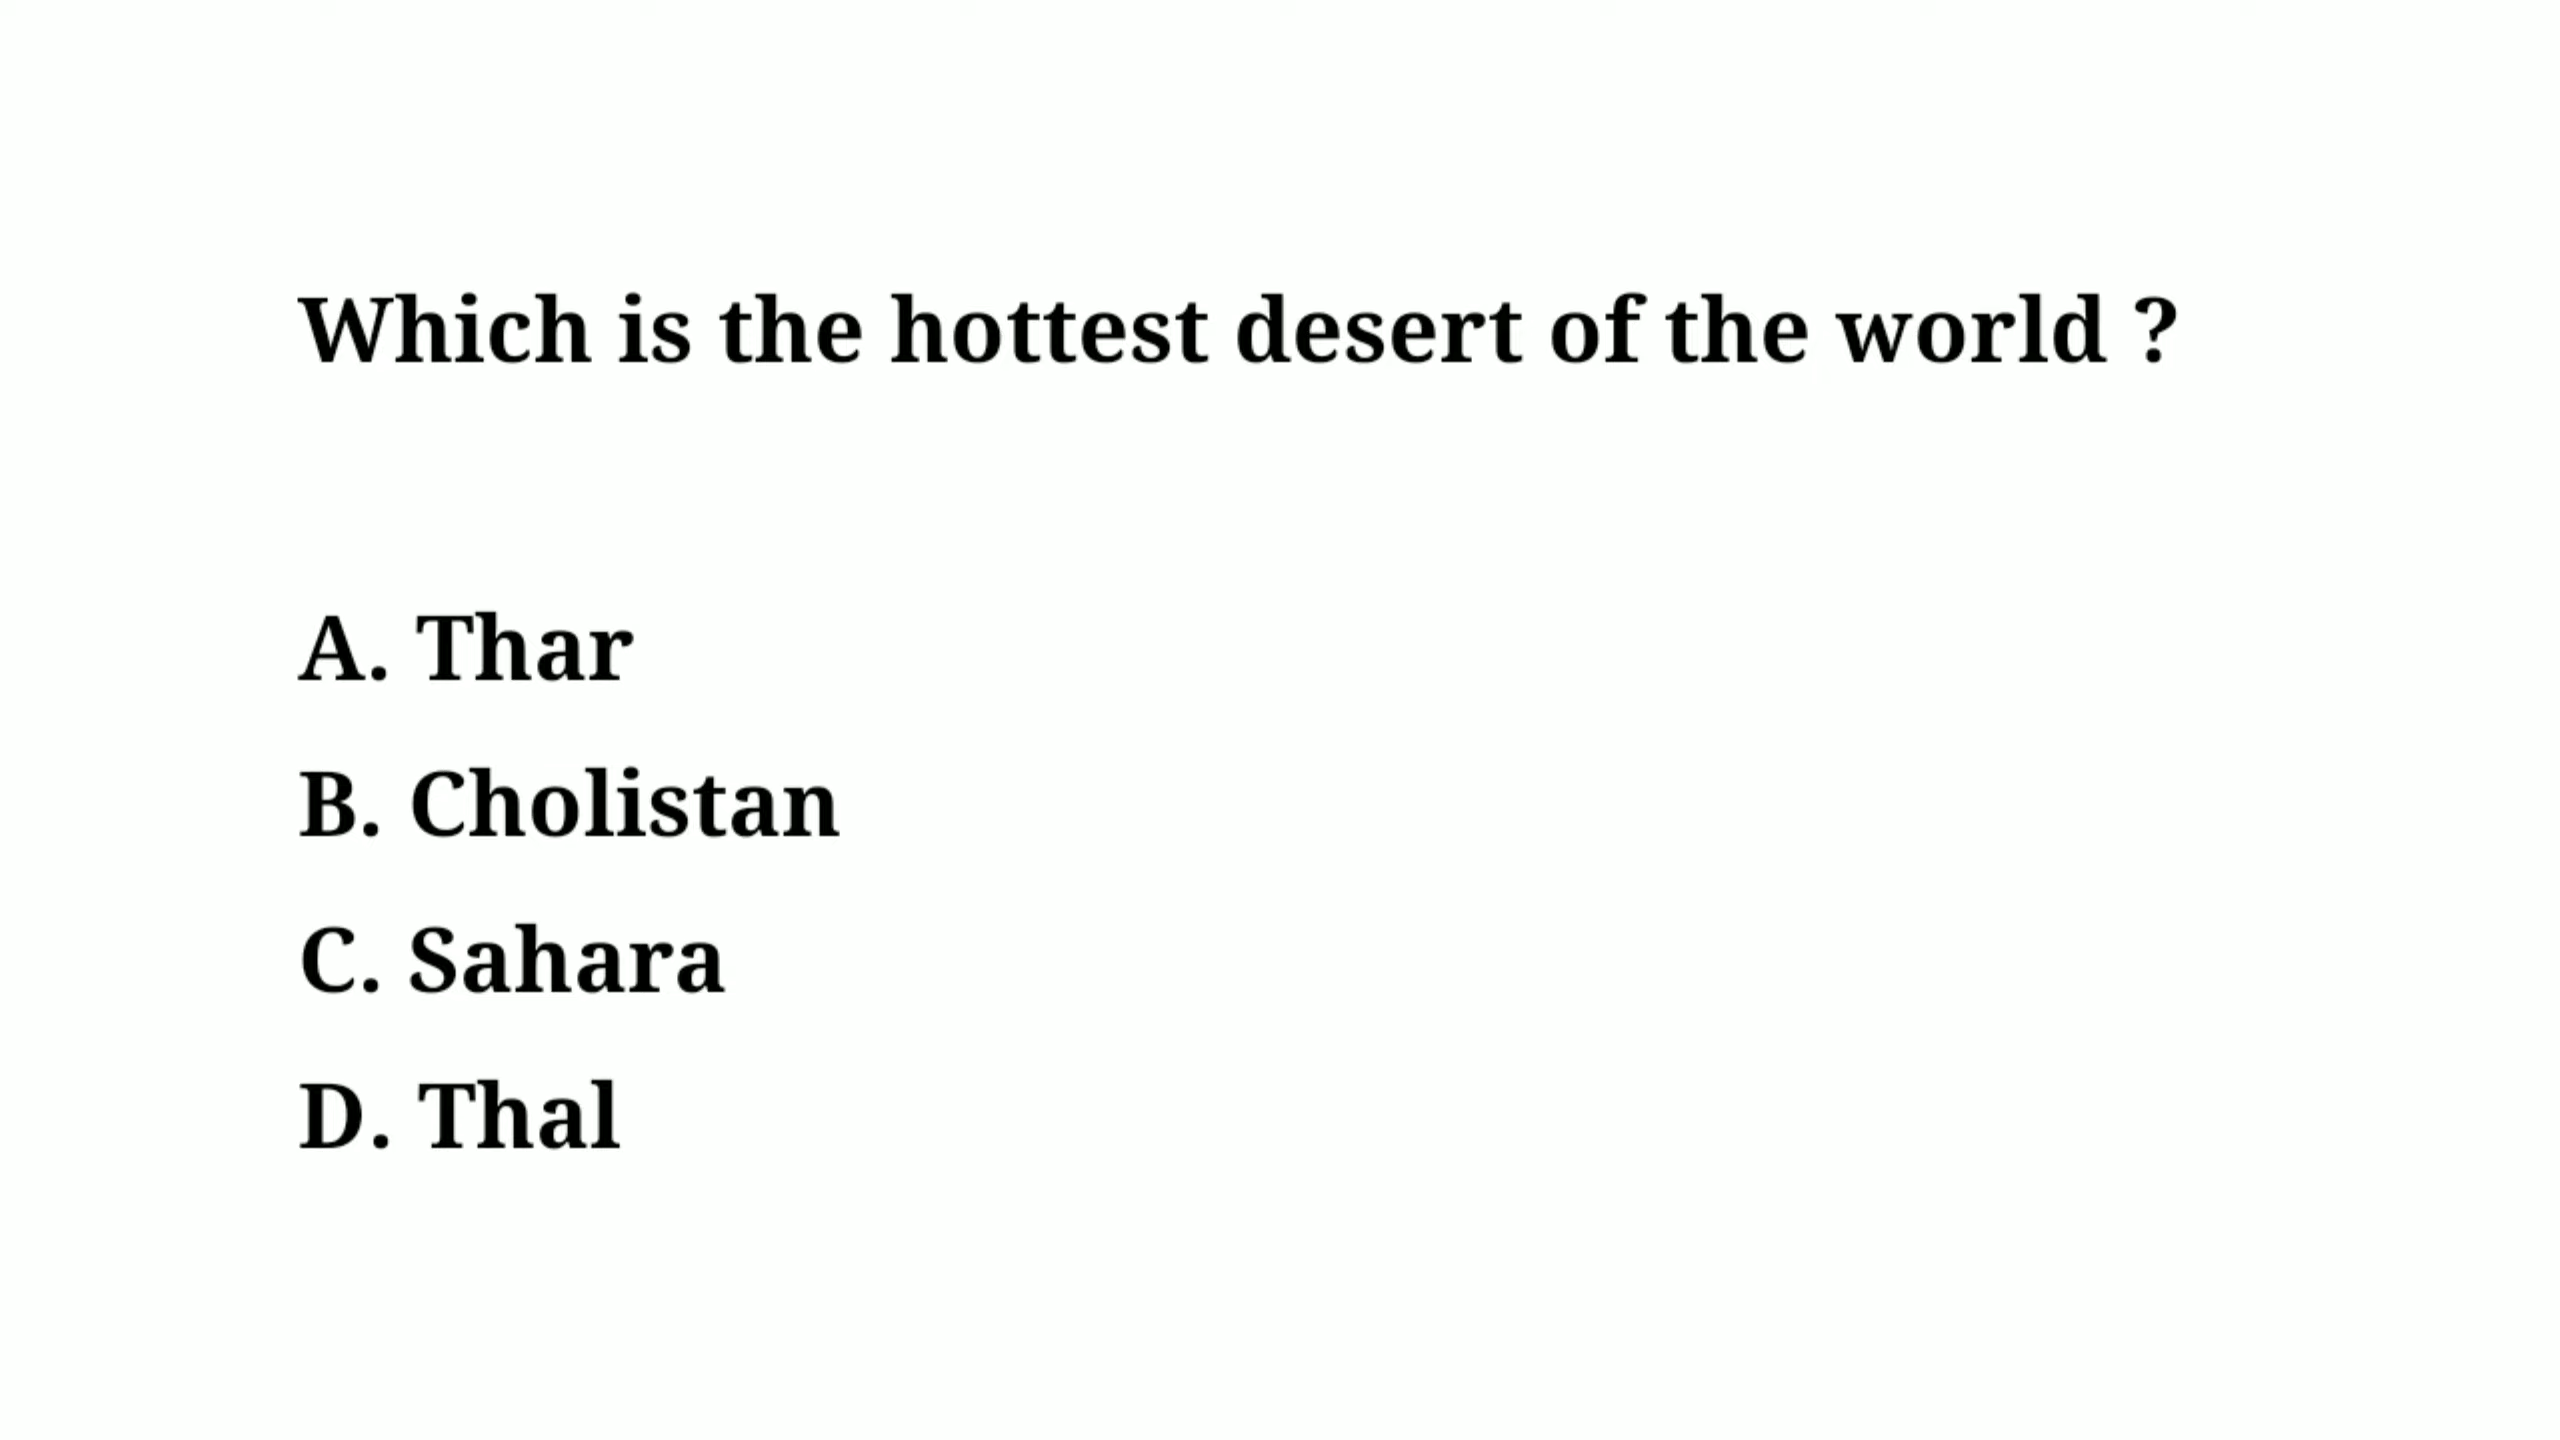 Which is the hottest desert of the world ?
A. Thar
B. Cholistan
C. Sahara
D. Thal